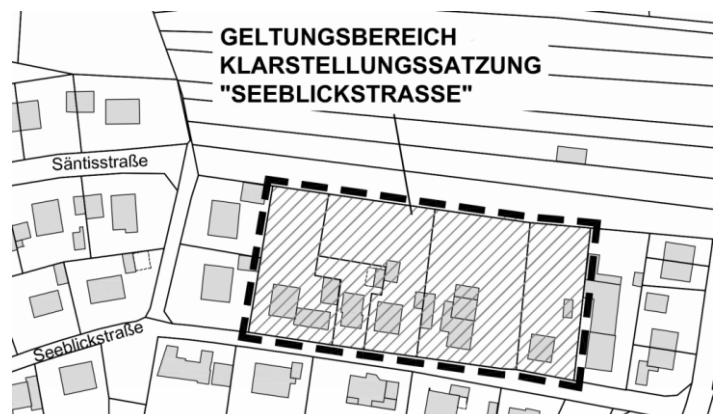 GELTUNGSBEREICH
KLARSTELLUNGSSATZUNG
"SEEBLICKSTRASSE"
Säntisstraße
Seeblickstraße